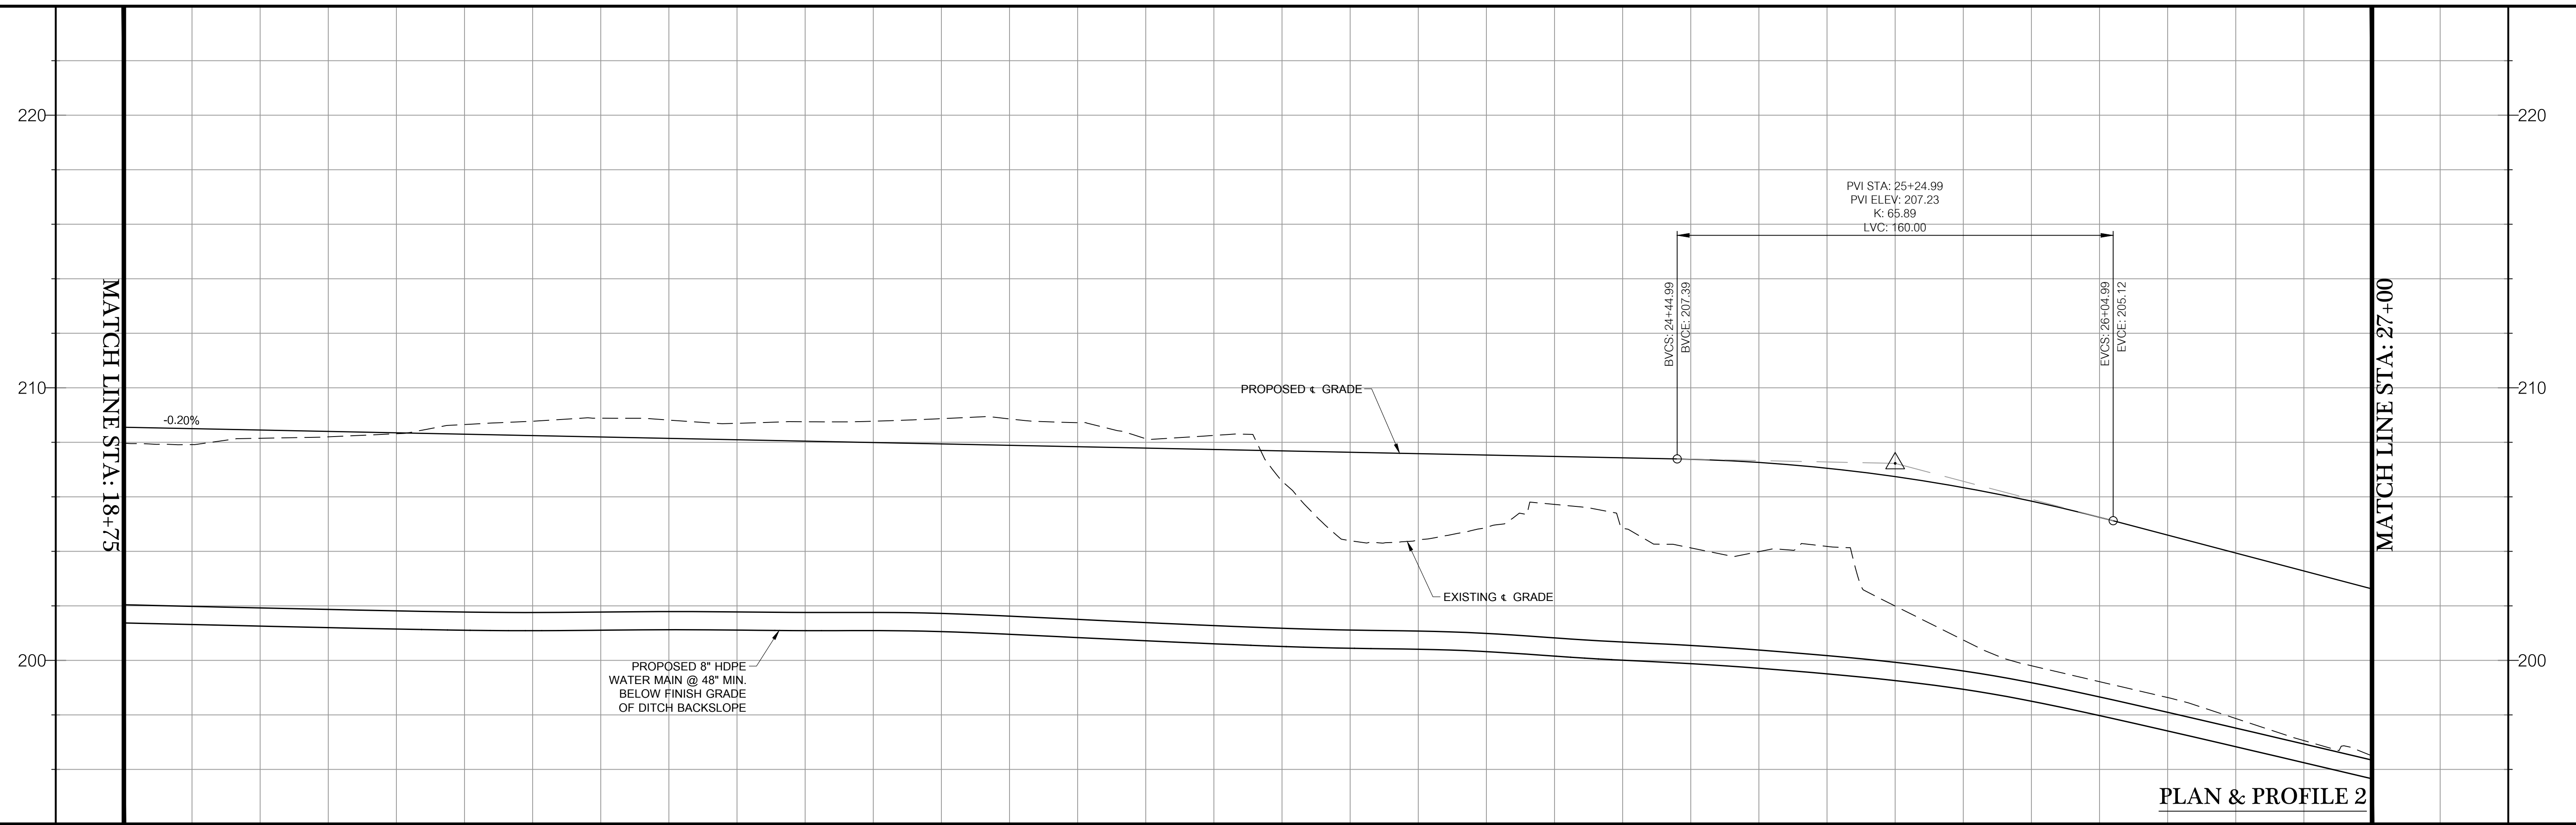 220
220
PVI STA: 25+24.99
PVI ELEV: 207.23
K: 65.89
LVC: 160.00
MATCH LINE STA: 18+75
BVCS: 24+44.99
BVCE: 207.39
EVCS: 26+04.99
EVCE: 205.12
MATCH LINE STA: 27+00
210
PROPOSED ℄ GRADE
210
-0.20%
EXISTING ℄ GRADE
200
PROPOSED 8" HDPE
WATER MAIN @ 48" MIN.
BELOW FINISH GRADE
OF DITCH BACKSLOPE
200
PLAN & PROFILE 2